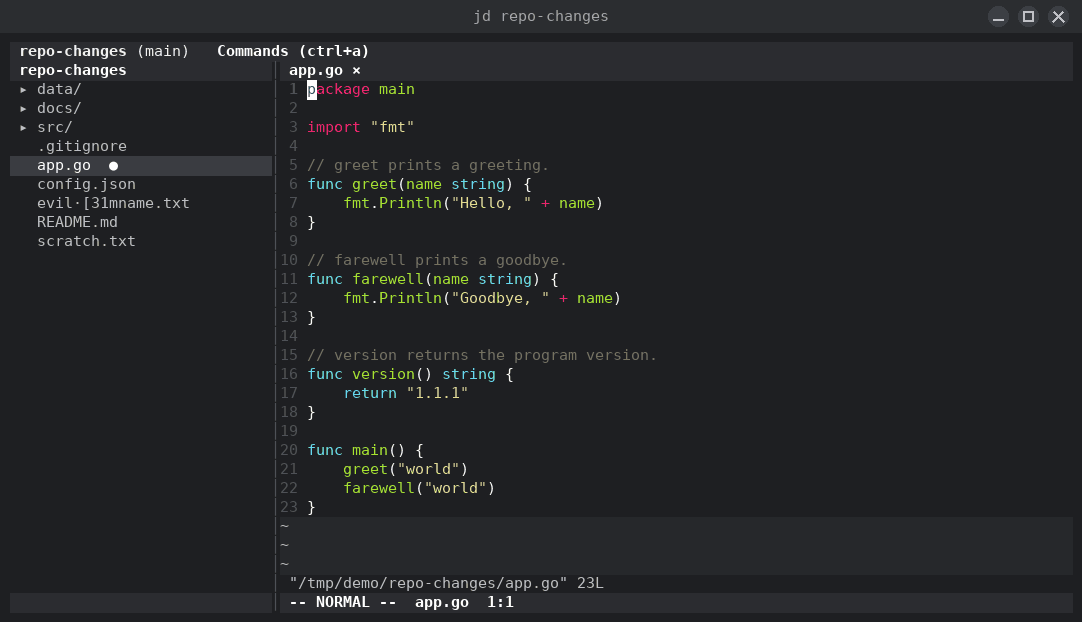 jd repo-changes
repo-changes (main)   Commands (ctrl+a)
repo-changes
▸ data/
▸ docs/
▸ src/
.gitignore
app.go  ●
config.json
evil·[31mname.txt
README.md
scratch.txt
app.go ×
1 package main
2
3 import "fmt"
4
5 // greet prints a greeting.
6 func greet(name string) {
7     fmt.Println("Hello, " + name)
8 }
9
10 // farewell prints a goodbye.
11 func farewell(name string) {
12     fmt.Println("Goodbye, " + name)
13 }
14
15 // version returns the program version.
16 func version() string {
17     return "1.1.1"
18 }
19
20 func main() {
21     greet("world")
22     farewell("world")
23 }
~
~
~
"/tmp/demo/repo-changes/app.go" 23L
-- NORMAL --  app.go  1:1